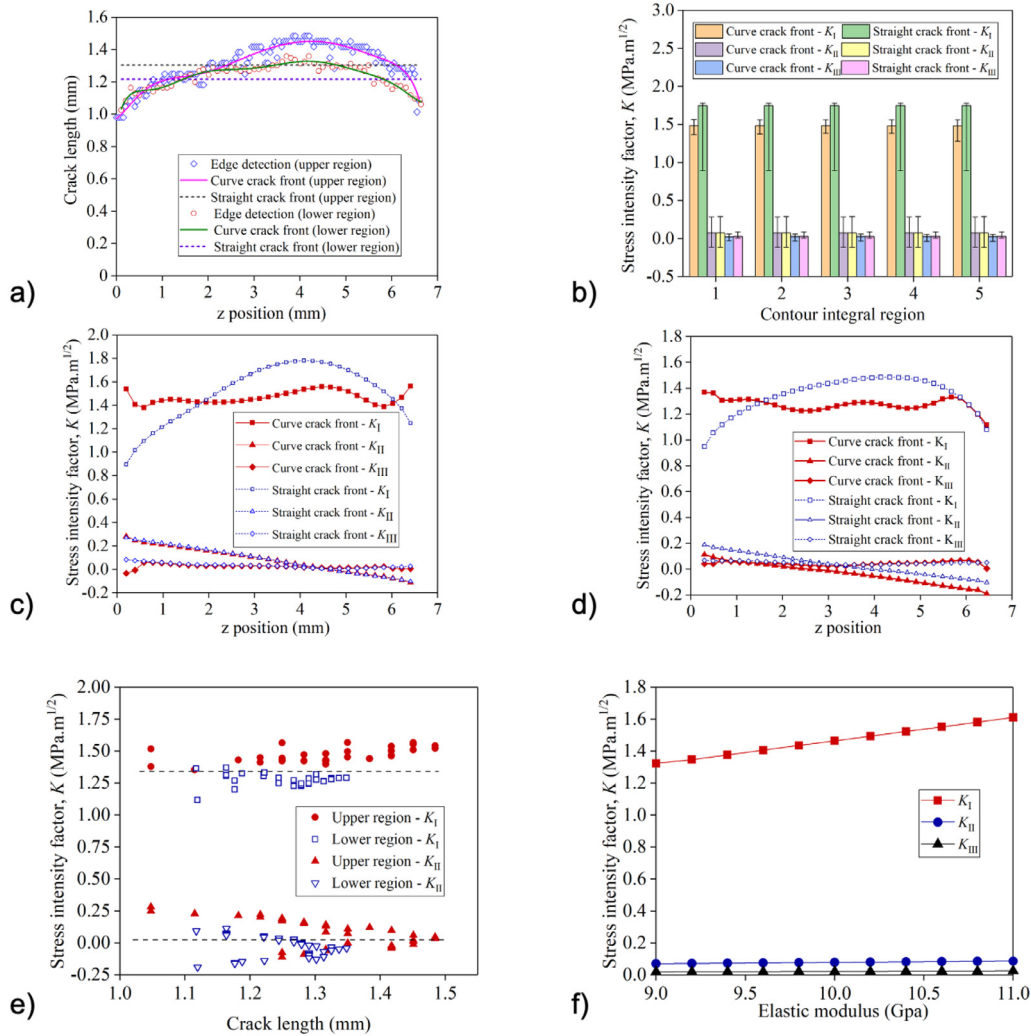 1.8
1.6
1.4
1.2
1.0
0.8
0.6
0.4
0.2
0.0
Crack length (mm)
Edge detection (upper region)
Curve crack front (upper region)
Straight crack front (upper region)
Edge detection (lower region)
Curve crack front (lower region)
Straight crack front (lower region)
0 1 2 3 4 5 6 7
z position (mm)
a)
3.0
2.5
2.0
1.5
1.0
0.5
0.0
-0.5
Stress intensity factor, K (MPa.m1/2)
Curve crack front - KI Straight crack front - KI
Curve crack front - KII Straight crack front - KII
Curve crack front - KIII Straight crack front - KIII
1 2 3 4 5
Contour integral region
b)
2.0
1.8
1.6
1.4
1.2
1.0
0.8
0.6
0.4
0.2
0.0
-0.2
Stress intensity factor, K (MPa.m1/2)
Curve crack front - KI
Curve crack front - KII
Curve crack front - KIII
Straight crack front - KI
Straight crack front - KII
Straight crack front - KIII
0 1 2 3 4 5 6 7
z position (mm)
c)
1.8
1.6
1.4
1.2
1.0
0.8
0.6
0.4
0.2
0.0
-0.2
Stress intensity factor, K (MPa.m1/2)
Curve crack front - KI
Curve crack front - KII
Curve crack front - KIII
Straight crack front - KI
Straight crack front - KII
Straight crack front - KIII
0 1 2 3 4 5 6 7
z position
d)
2.00
1.75
1.50
1.25
1.00
0.75
0.50
0.25
0.00
-0.25
Stress intensity factor, K (MPa.m1/2)
Upper region - KI
Lower region - KI
Upper region - KII
Lower region - KII
1.0 1.1 1.2 1.3 1.4 1.5
Crack length (mm)
e)
1.8
1.6
1.4
1.2
1.0
0.8
0.6
0.4
0.2
0.0
Stress intensity factor, K (MPa.m1/2)
KI
KII
KIII
9.0 9.5 10.0 10.5 11.0
Elastic modulus (Gpa)
f)